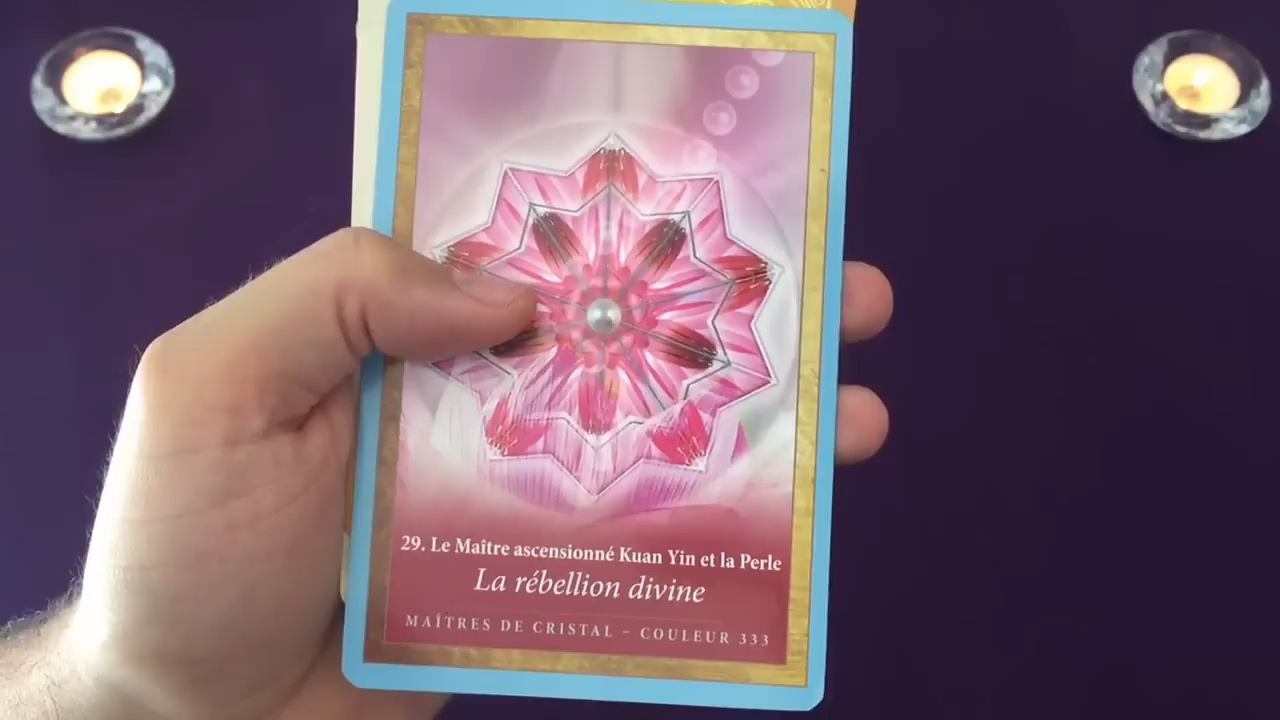 29. Le Maître ascensionné Kuan Yin et la Perle
La rébellion divine
MAÎTRES DE CRISTAL – COULEUR 333